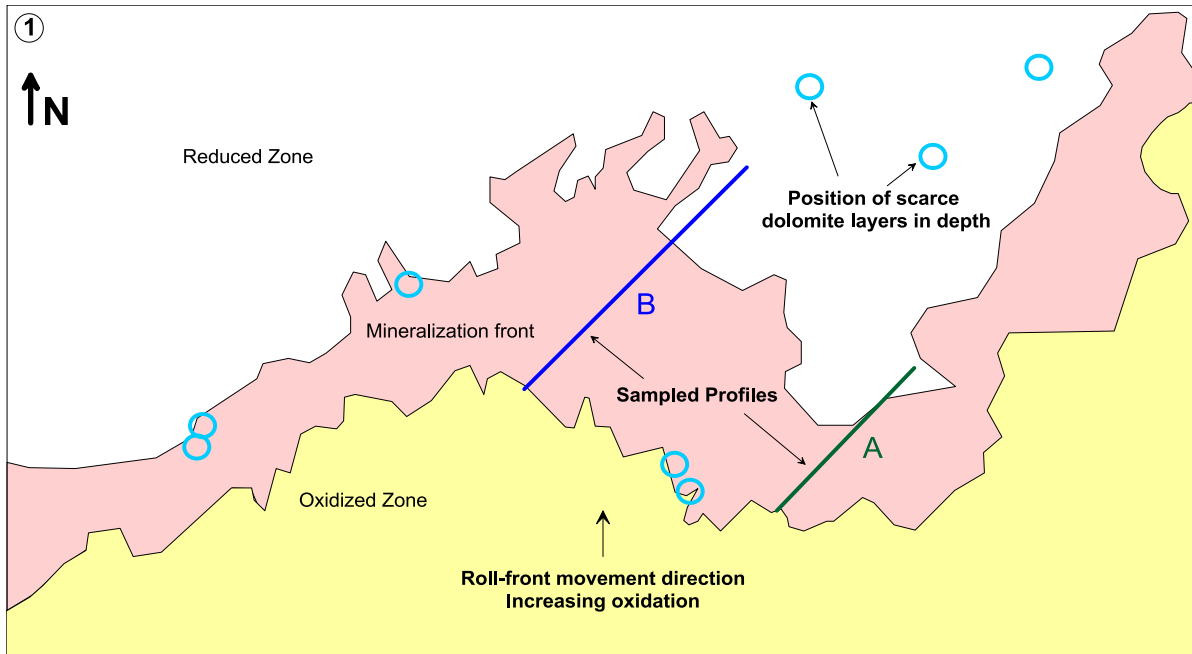 1
N
Reduced Zone
Position of scarce
dolomite layers in depth
B
Mineralization front
Sampled Profiles
A
Oxidized Zone
Roll-front movement direction
Increasing oxidation